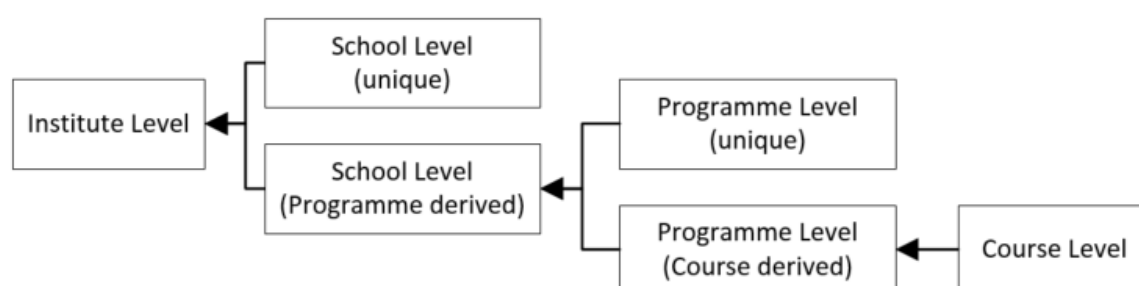 Institute Level
School Level
(unique)
School Level
(Programme derived)
Programme Level
(unique)
Programme Level
(Course derived)
Course Level